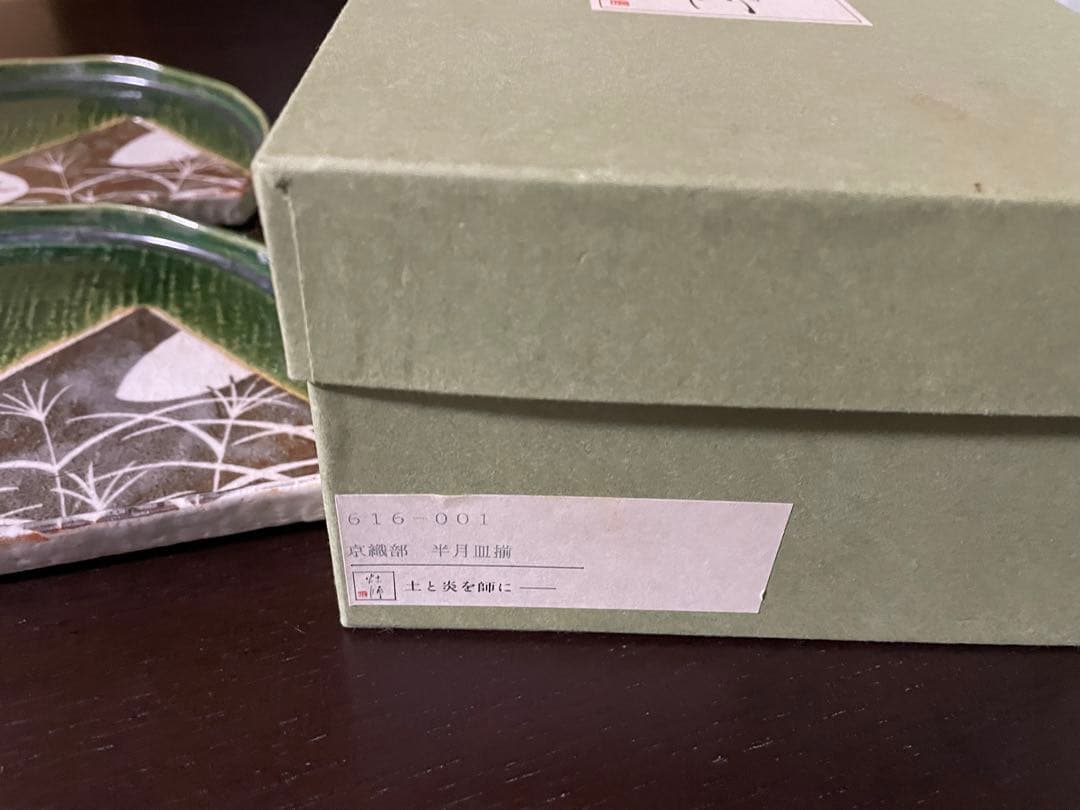 616-001
京織部 半月皿揃
土と炎を師に——